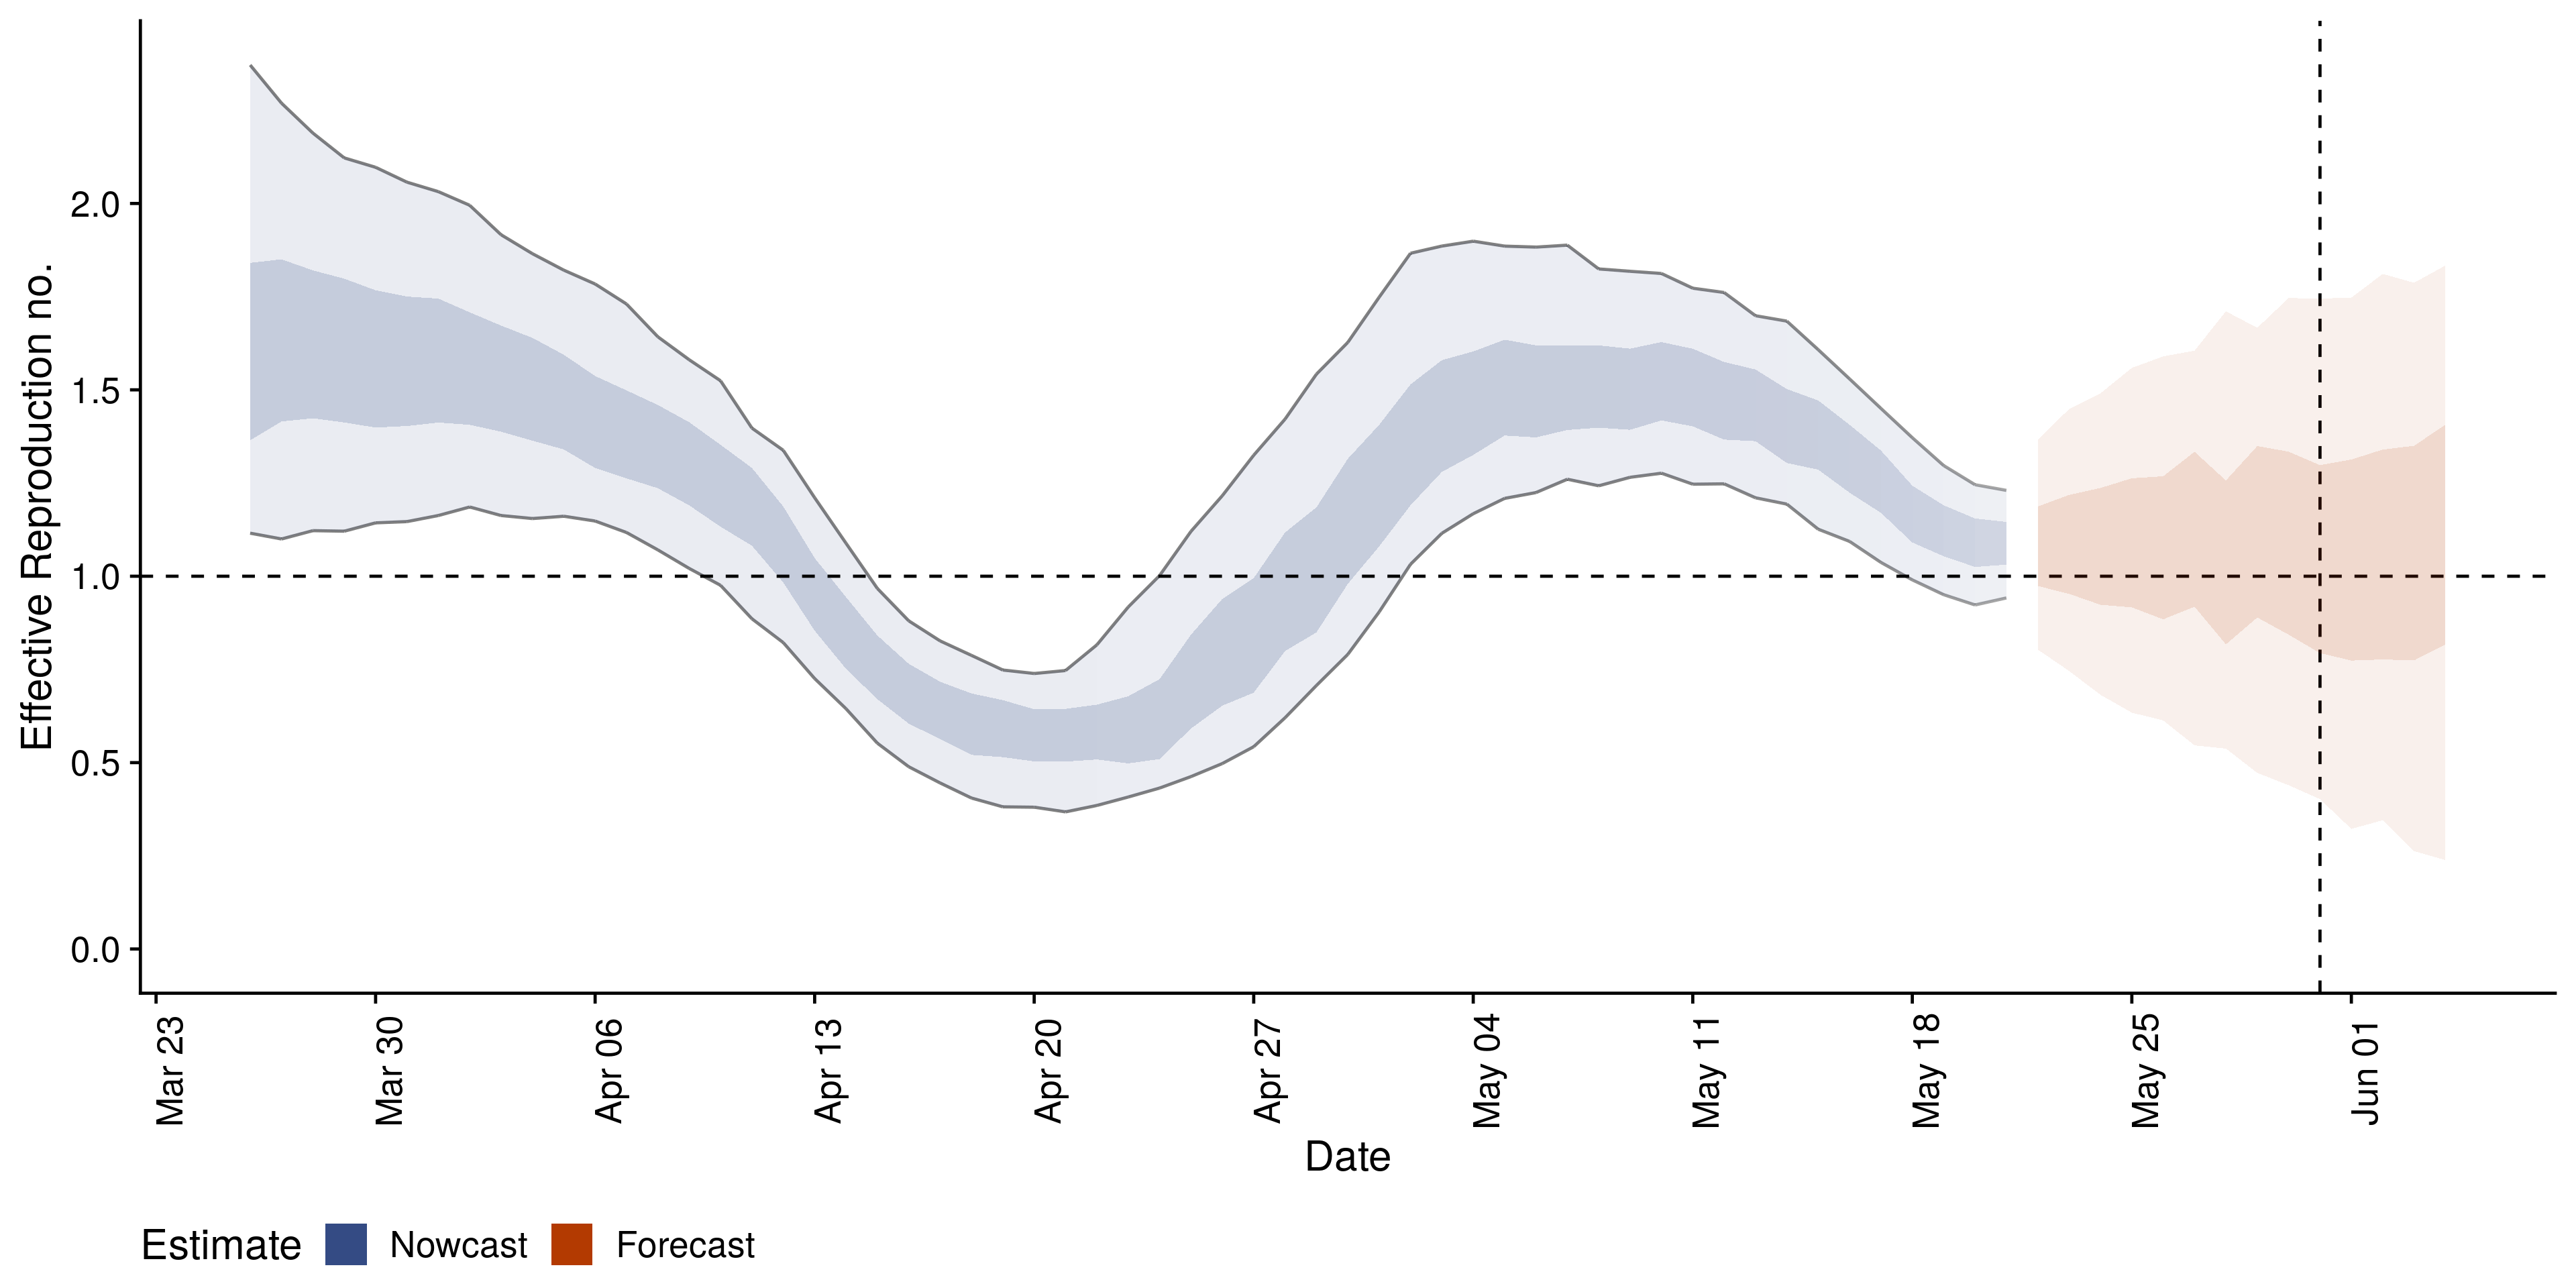 Effective Reproduction no.
2.0
1.5
1.0
0.5
0.0
Mar 23
Mar 30
Apr 06
Apr 13
Apr 20
Apr 27
May 04
May 11
May 18
May 25
Jun 01
Date
Estimate Nowcast Forecast